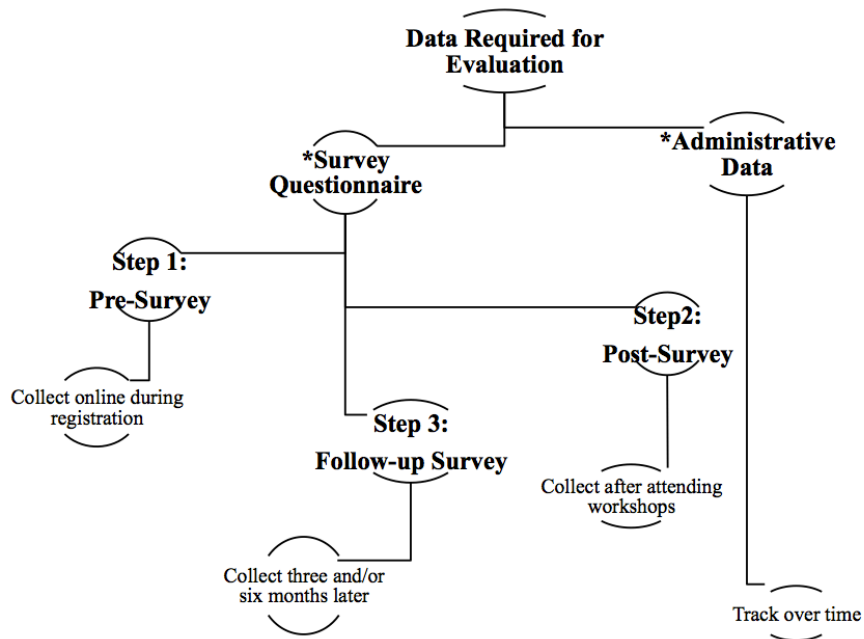 Data Required for
Evaluation
*Survey
Questionnaire
*Administrative
Data
Step 1:
Pre-Survey
Collect online during
registration
Step2:
Post-Survey
Collect after attending
workshops
Step 3:
Follow-up Survey
Collect three and/or
six months later
Track over time